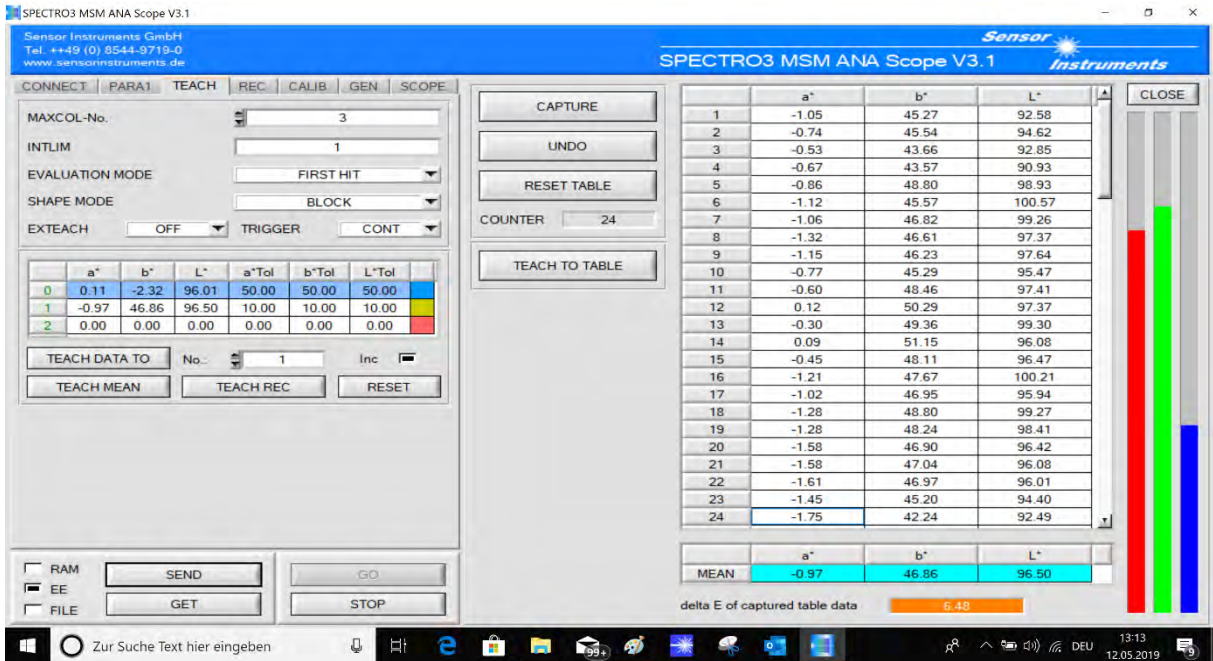 SPECTRO3 MSM ANA Scope V3.1
Sensor Instruments GmbH
Tel. ++49 (0) 8544-9719-0
www.sensorinstruments.de
SPECTRO3 MSM ANA Scope V3.1
Sensor
Instruments
CONNECT PARA1 TEACH REC CALIB GEN SCOPE
MAXCOL-No. 3
INTLIM 1
EVALUATION MODE FIRST HIT
SHAPE MODE BLOCK
EXTEACH OFF TRIGGER CONT
a* b* L* a*Tol b*Tol L*Tol
0 0.11 -2.32 96.01 50.00 50.00 50.00
1 -0.97 46.86 96.50 10.00 10.00 10.00
2 0.00 0.00 0.00 0.00 0.00 0.00
TEACH DATA TO No.: 1 Inc
TEACH MEAN TEACH REC RESET
RAM
EE
FILE
SEND GO
GET STOP
CAPTURE
UNDO
RESET TABLE
COUNTER 24
TEACH TO TABLE
a* b* L*
1 -1.05 45.27 92.58
2 -0.74 45.54 94.62
3 -0.53 43.66 92.85
4 -0.67 43.57 90.93
5 -0.86 48.80 98.93
6 -1.12 45.57 100.57
7 -1.06 46.82 99.26
8 -1.32 46.61 97.37
9 -1.15 46.23 97.64
10 -0.77 45.29 95.47
11 -0.60 48.46 97.41
12 0.12 50.29 97.37
13 -0.30 49.36 99.30
14 0.09 51.15 96.08
15 -0.45 48.11 96.47
16 -1.21 47.67 100.21
17 -1.02 46.95 95.94
18 -1.28 48.80 99.27
19 -1.28 48.24 98.41
20 -1.58 46.90 96.42
21 -1.58 47.04 96.08
22 -1.61 46.97 96.01
23 -1.45 45.20 94.40
24 -1.75 42.24 92.49
a* b* L*
MEAN -0.97 46.86 96.50
delta E of captured table data 6.48
CLOSE
Zur Suche Text hier eingeben
99+
DEU
13:13
12.05.2019
9